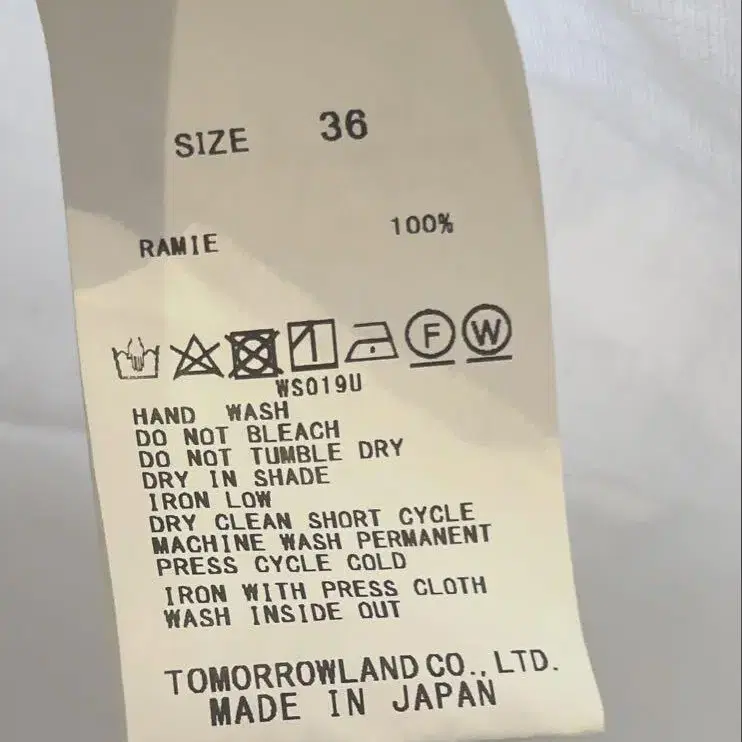 SIZE 36
RAMIE 100%
F W
WS019U
HAND WASH
DO NOT BLEACH
DO NOT TUMBLE DRY
DRY IN SHADE
IRON LOW
DRY CLEAN SHORT CYCLE
MACHINE WASH PERMANENT
PRESS CYCLE COLD
IRON WITH PRESS CLOTH
WASH INSIDE OUT
TOMORROWLAND CO., LTD.
MADE IN JAPAN